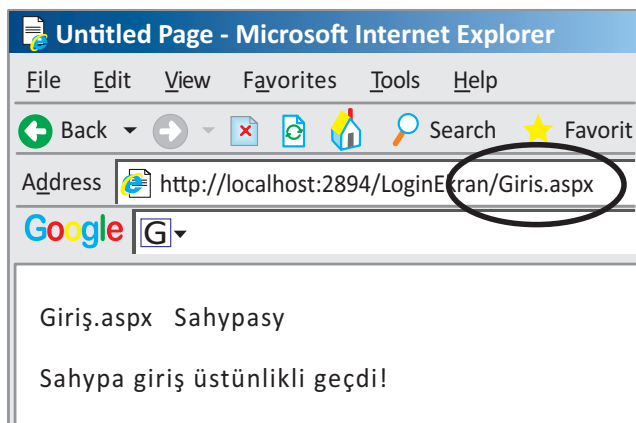 Untitled Page - Microsoft Internet Explorer
File Edit View Favorites Tools Help
Back Search Favorit
Address http://localhost:2894/LoginEkran/Giris.aspx
Google G
Giriş.aspx Sahypasy
Sahypa giriş üstünlikli geçdi!